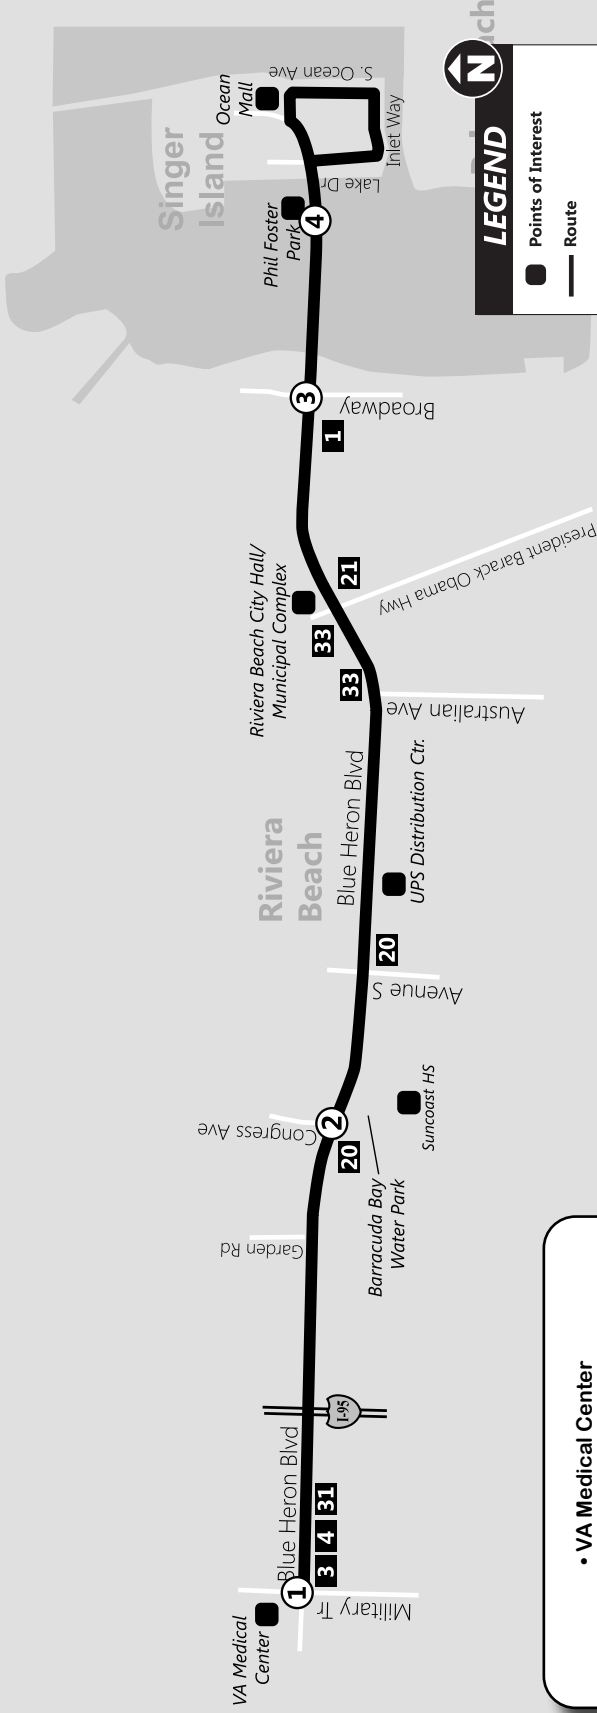 VA Medical
Center
Military Tr
1
3
4
31
Blue Heron Blvd
I-95
Garden Rd
Congress Ave
2
20
Barracuda Bay
Water Park
Suncoast HS
Avenue S
20
Riviera
Beach
Blue Heron Blvd
UPS Distribution Ctr.
Australian Ave
33
33
Riviera Beach City Hall/
Municipal Complex
21
President Barack Obama Hwy
1
Broadway
3
Phil Foster
Park
4
Singer
Island
Lake Dr
Inlet Way
Ocean
Mall
S. Ocean Ave
N
LEGEND
Points of Interest
Route
• VA Medical Center